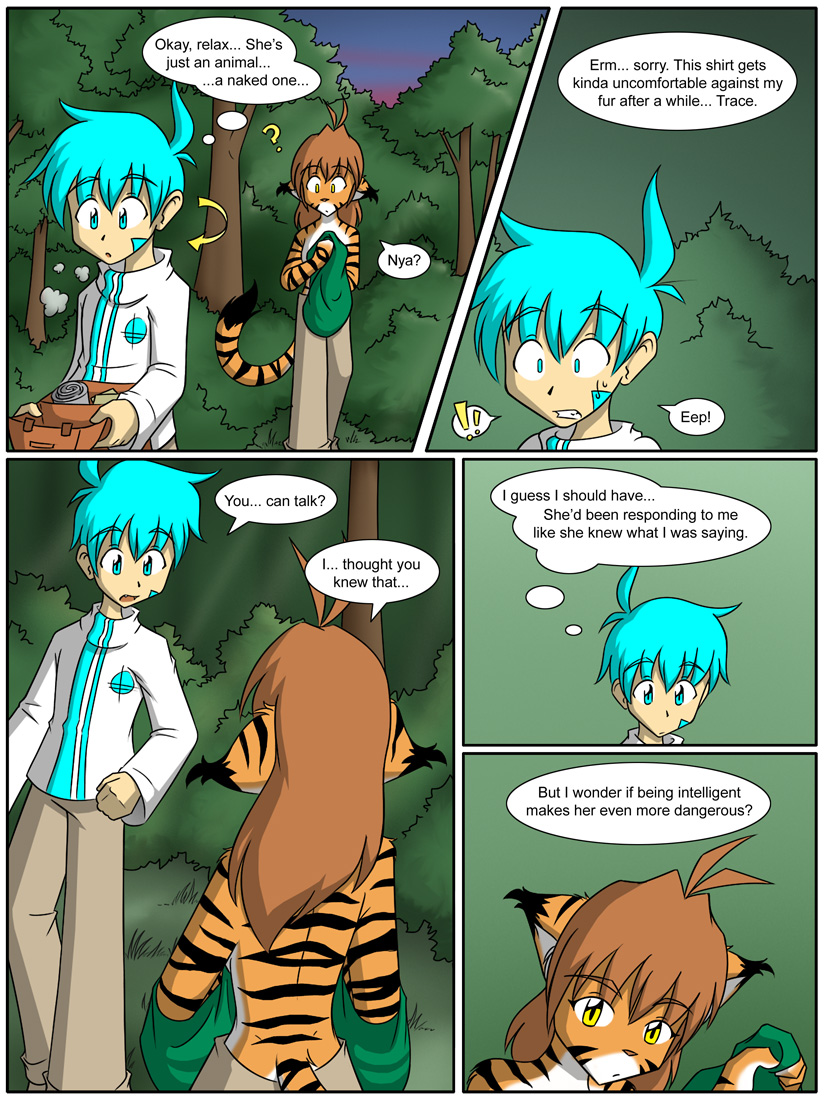 Okay, relax... She's
just an animal...
...a naked one...
?
Nya?
Erm... sorry. This shirt gets
kinda uncomfortable against my
fur after a while... Trace.
!!
Eep!
You... can talk?
I... thought you
knew that...
I guess I should have...
She'd been responding to me
like she knew what I was saying.
But I wonder if being intelligent
makes her even more dangerous?